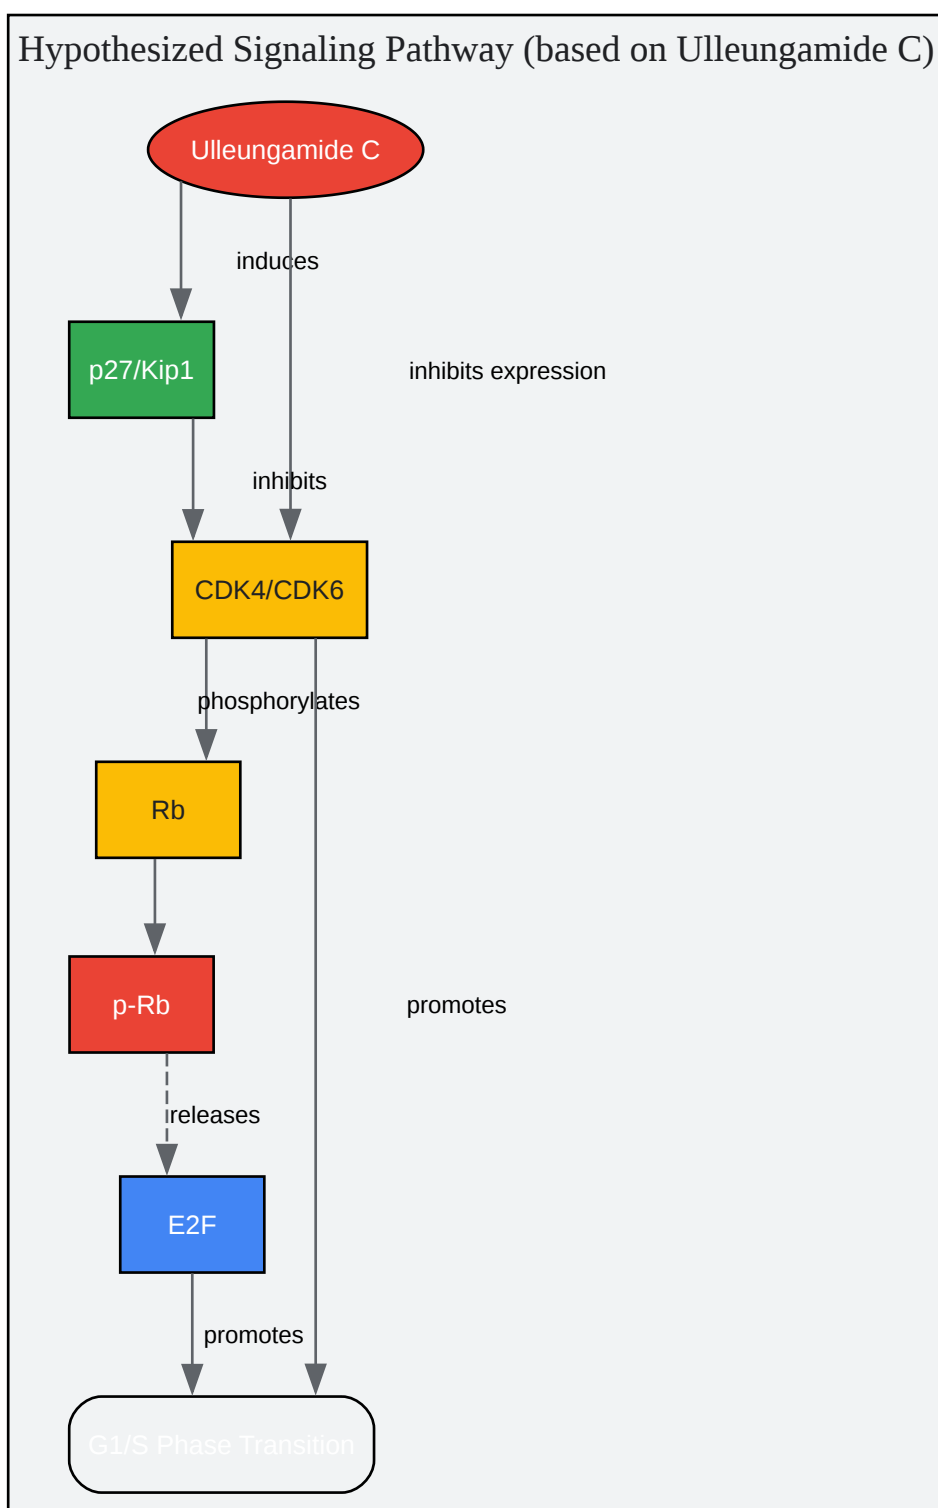 Hypothesized Signaling Pathway (based on Ulleungamide C)
Ulleungamide C
induces
p27/Kip1
inhibits expression
inhibits
CDK4/CDK6
phosphorylates
Rb
p-Rb
promotes
releases
E2F
promotes
G1/S Phase Transition